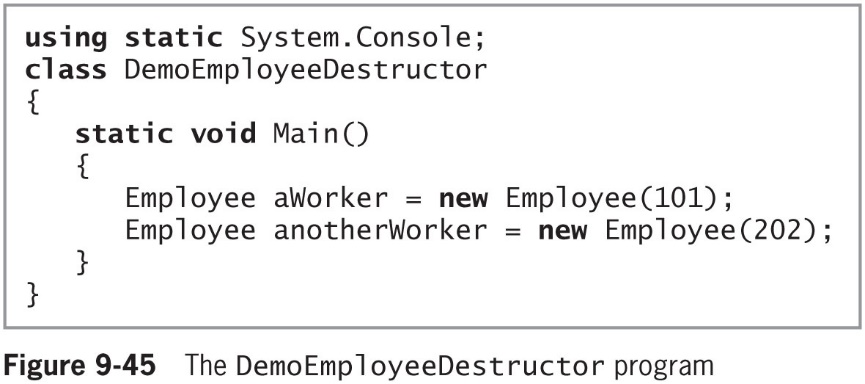 using static System.Console;
class DemoEmployeeDestructor
{
   static void Main()
   {
      Employee aWorker = new Employee(101);
      Employee anotherWorker = new Employee(202);
   }
}
Figure 9-45 The DemoEmployeeDestructor program